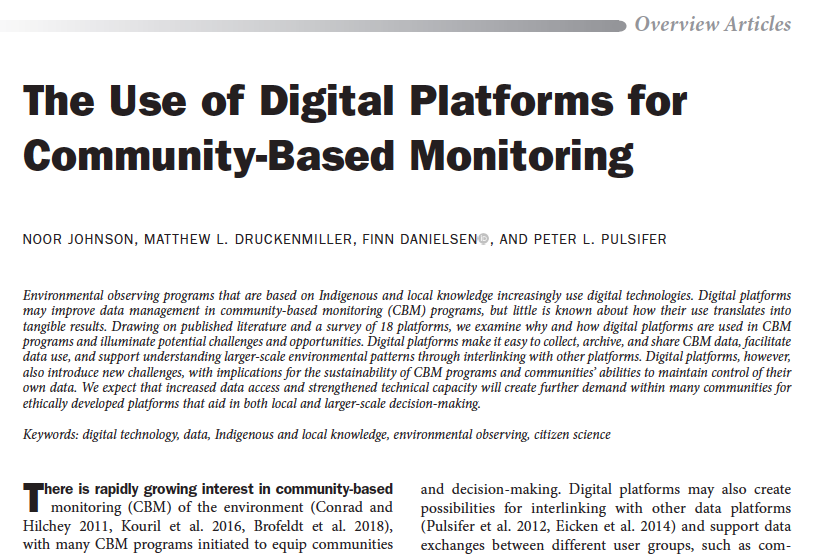 Overview Articles
The Use of Digital Platforms for
Community-Based Monitoring
NOOR JOHNSON, MATTHEW L. DRUCKENMILLER, FINN DANIELSEN, AND PETER L. PULSIFER
Environmental observing programs that are based on Indigenous and local knowledge increasingly use digital technologies. Digital platforms
may improve data management in community-based monitoring (CBM) programs, but little is known about how their use translates into
tangible results. Drawing on published literature and a survey of 18 platforms, we examine why and how digital platforms are used in CBM
programs and illuminate potential challenges and opportunities. Digital platforms make it easy to collect, archive, and share CBM data, facilitate
data use, and support understanding larger-scale environmental patterns through interlinking with other platforms. Digital platforms, however,
also introduce new challenges, with implications for the sustainability of CBM programs and communities' abilities to maintain control of their
own data. We expect that increased data access and strengthened technical capacity will create further demand within many communities for
ethically developed platforms that aid in both local and larger-scale decision-making.
Keywords: digital technology, data, Indigenous and local knowledge, environmental observing, citizen science
There is rapidly growing interest in community-based
monitoring (CBM) of the environment (Conrad and
Hilchey 2011, Kouril et al. 2016, Brofeldt et al. 2018),
with many CBM programs initiated to equip communities
and decision-making. Digital platforms may also create
possibilities for interlinking with other data platforms
(Pulsifer et al. 2012, Eicken et al. 2014) and support data
exchanges between different user groups, such as com-